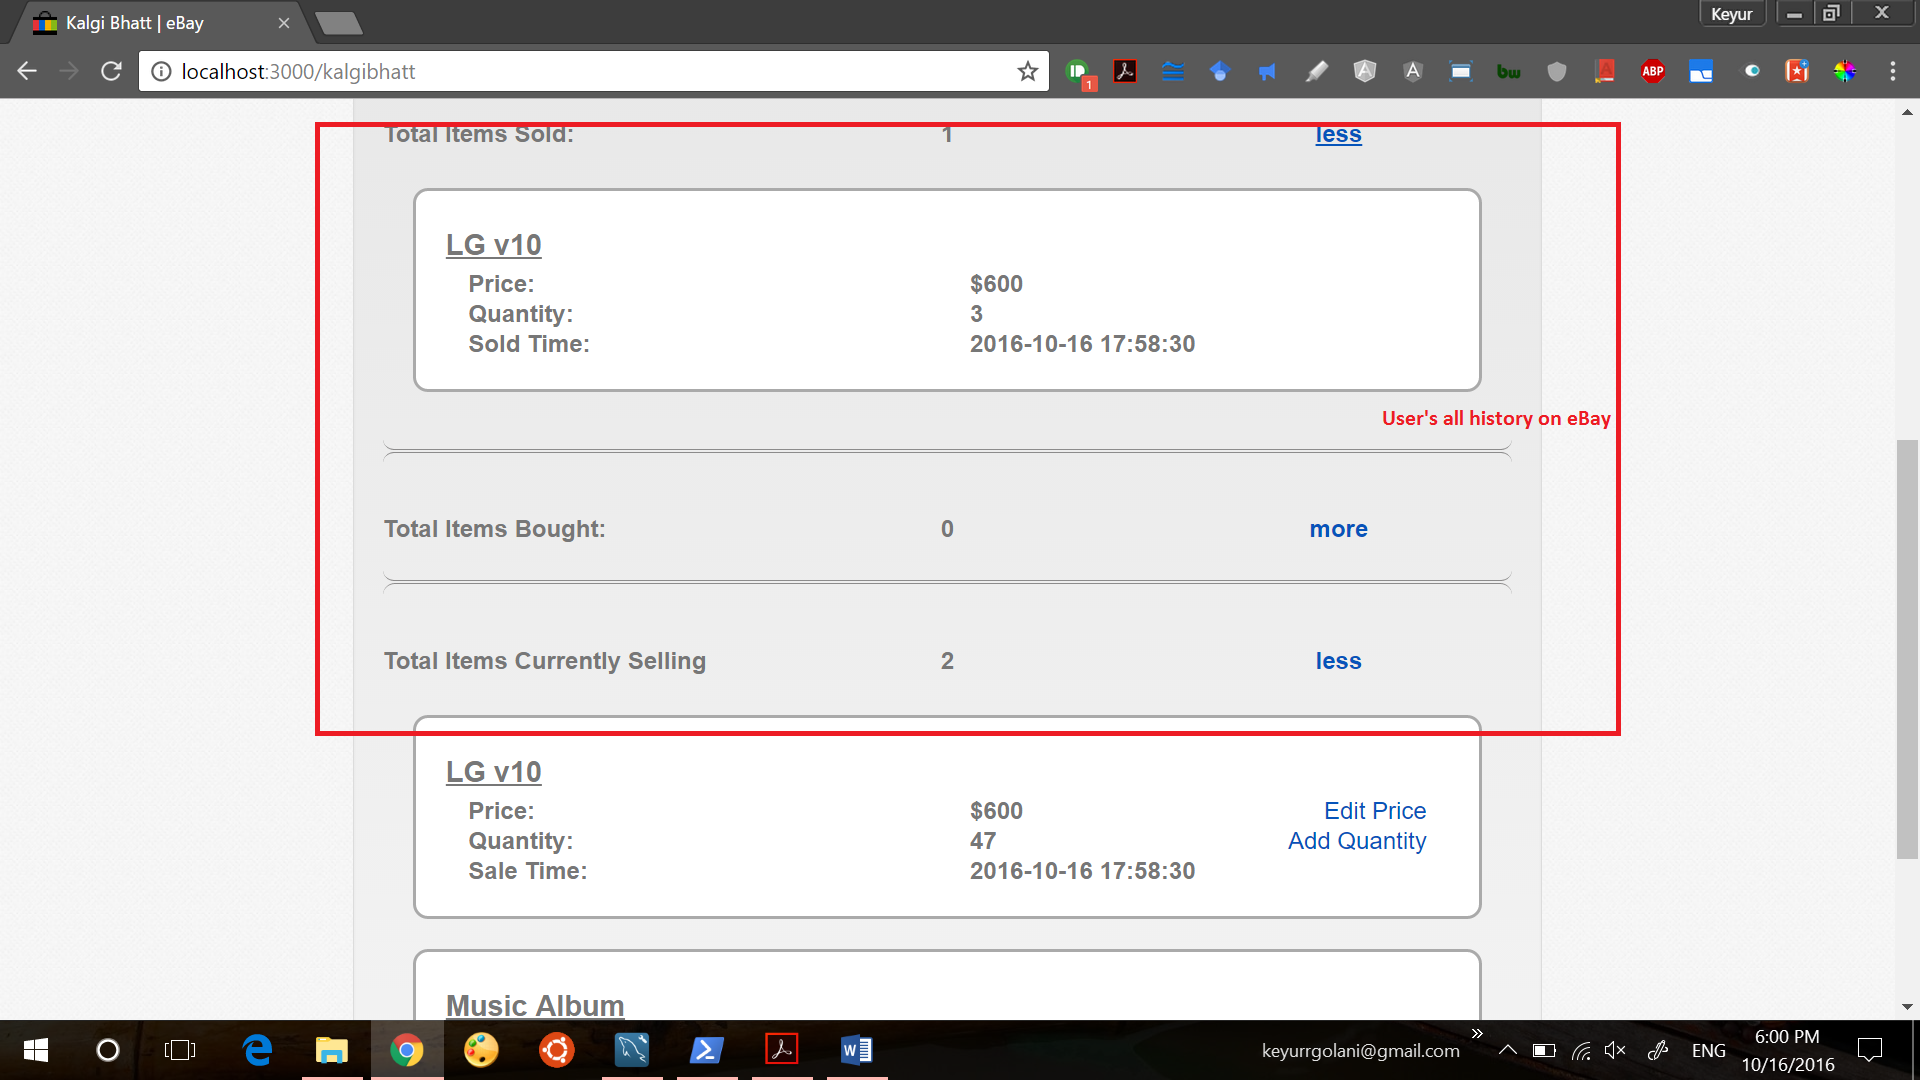 Kalgi Bhatt | eBay
Keyur
localhost:3000/kalgibhatt
1
bw
ABP
Total Items Sold: 1 less
LG v10
Price: $600
Quantity: 3
Sold Time: 2016-10-16 17:58:30
User's all history on eBay
Total Items Bought: 0 more
Total Items Currently Selling 2 less
LG v10
Price: $600 Edit Price
Quantity: 47 Add Quantity
Sale Time: 2016-10-16 17:58:30
Music Album
keyurrgolani@gmail.com
ENG
6:00 PM
10/16/2016